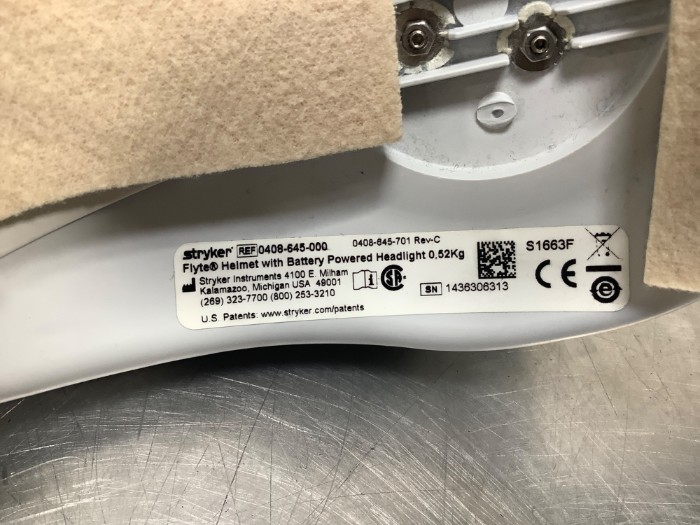 stryker REF 0408-645-000 0408-645-701 Rev-C S1663F
Flyte® Helmet with Battery Powered Headlight 0,52Kg
Stryker Instruments 4100 E. Milham
Kalamazoo, Michigan USA 49001
(269) 323-7700 (800) 253-3210
SA
CE
SN 1436306313
U.S. Patents: www.stryker.com/patents